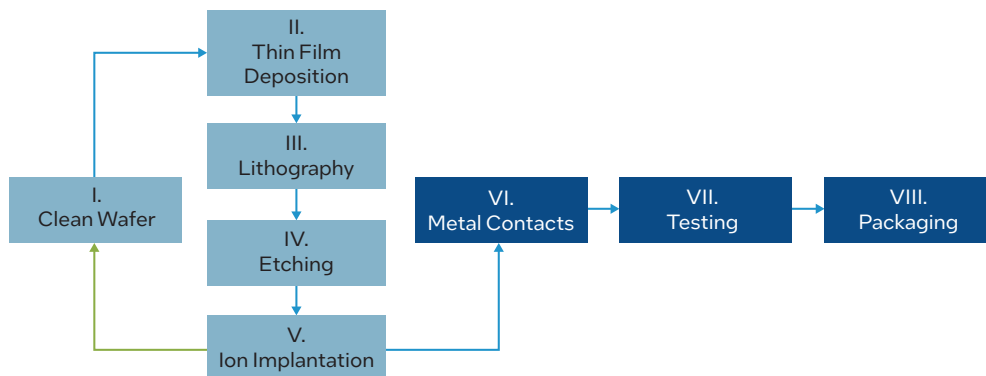 I.
Clean Wafer
II.
Thin Film
Deposition
III.
Lithography
IV.
Etching
V.
Ion Implantation
VI.
Metal Contacts
VII.
Testing
VIII.
Packaging